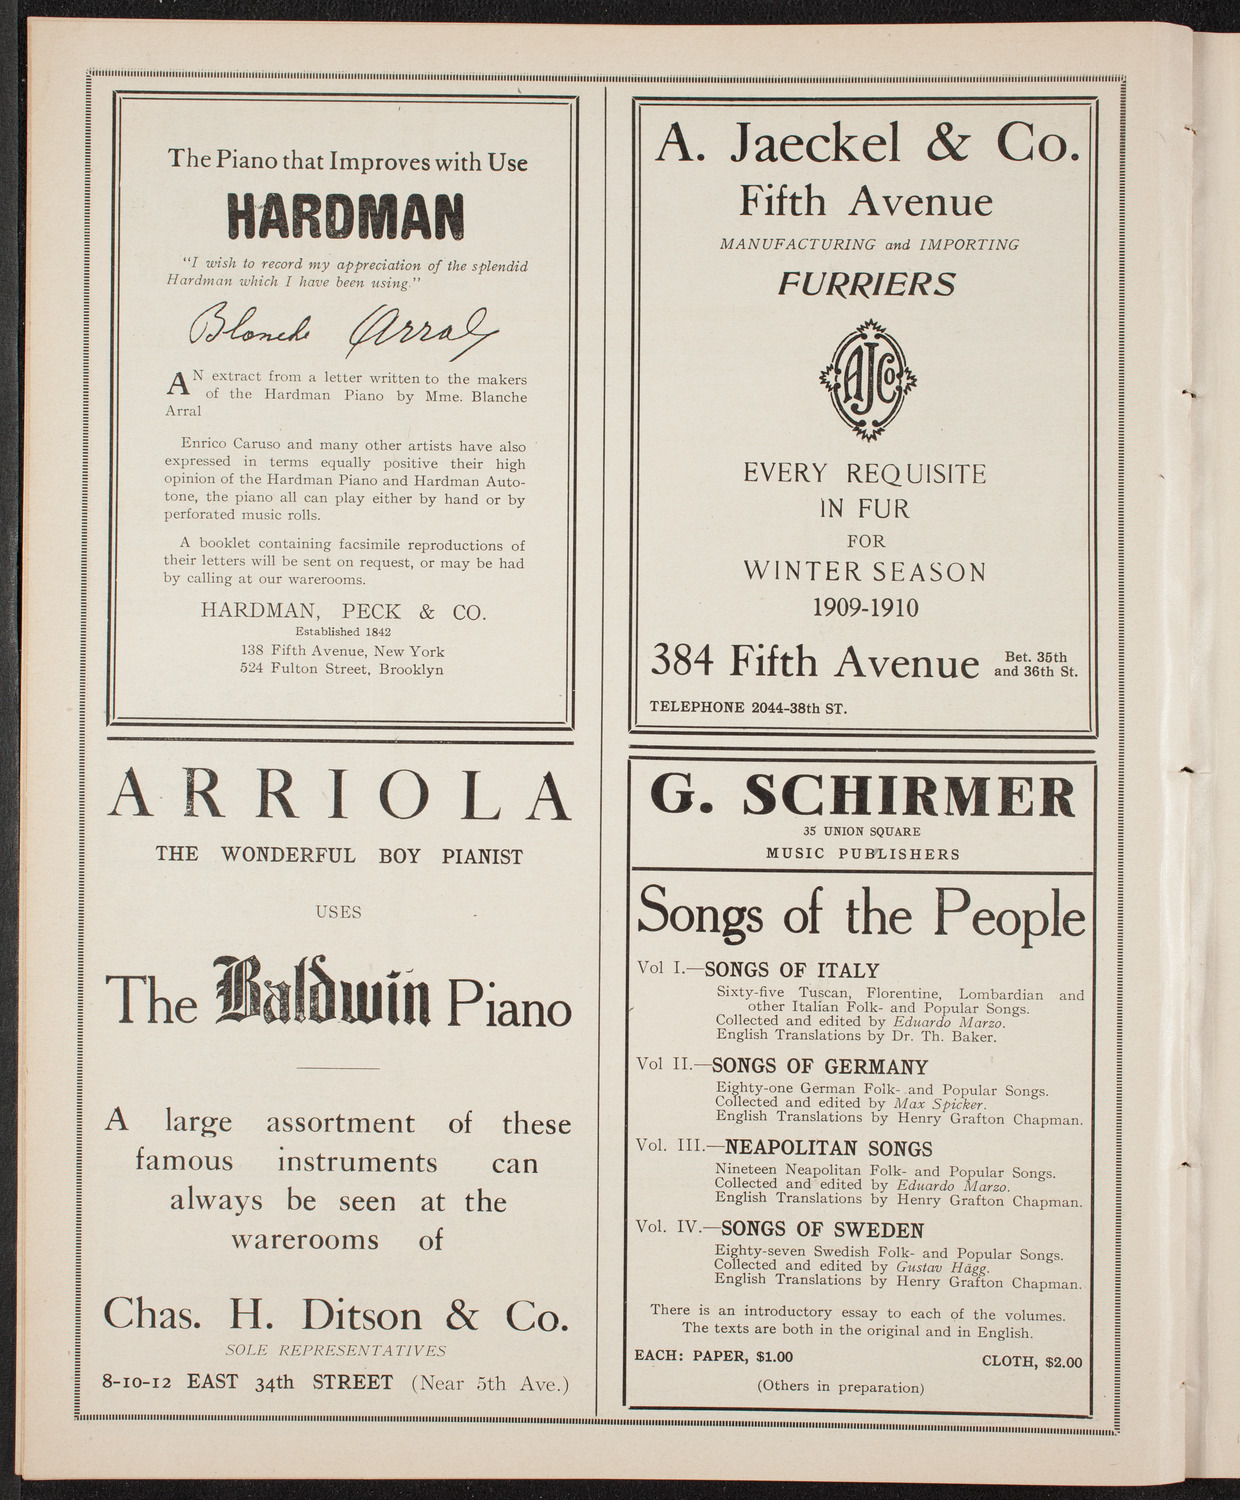 The Piano that Improves with Use
HARDMAN
"I wish to record my appreciation of the splendid
Hardman which I have been using."
Blanche Arral
AN extract from a letter written to the makers
of the Hardman Piano by Mme. Blanche
Arral
Enrico Caruso and many other artists have also
expressed in terms equally positive their high
opinion of the Hardman Piano and Hardman Auto-
tone, the piano all can play either by hand or by
perforated music rolls.
A booklet containing facsimile reproductions of
their letters will be sent on request, or may be had
by calling at our warerooms.
HARDMAN, PECK & CO.
Established 1842
138 Fifth Avenue, New York
524 Fulton Street, Brooklyn
ARRIOLA
THE WONDERFUL BOY PIANIST
USES
The Baldwin Piano
A large assortment of these
famous instruments can
always be seen at the
warerooms of
Chas. H. Ditson & Co.
SOLE REPRESENTATIVES
8-10-12 EAST 34th STREET (Near 5th Ave.)
A. Jaeckel & Co.
Fifth Avenue
MANUFACTURING and IMPORTING
FURRIERS
AJCo
EVERY REQUISITE
IN FUR
FOR
WINTER SEASON
1909-1910
384 Fifth Avenue Bet. 35th
and 36th St.
TELEPHONE 2044-38th ST.
G. SCHIRMER
35 UNION SQUARE
MUSIC PUBLISHERS
Songs of the People
Vol I.—SONGS OF ITALY
Sixty-five Tuscan, Florentine, Lombardian and
other Italian Folk- and Popular Songs.
Collected and edited by Eduardo Marzo.
English Translations by Dr. Th. Baker.
Vol II.—SONGS OF GERMANY
Eighty-one German Folk- and Popular Songs.
Collected and edited by Max Spicker.
English Translations by Henry Grafton Chapman.
Vol. III.—NEAPOLITAN SONGS
Nineteen Neapolitan Folk- and Popular Songs.
Collected and edited by Eduardo Marzo.
English Translations by Henry Grafton Chapman.
Vol. IV.—SONGS OF SWEDEN
Eighty-seven Swedish Folk- and Popular Songs.
Collected and edited by Gustav Hägg.
English Translations by Henry Grafton Chapman.
There is an introductory essay to each of the volumes.
The texts are both in the original and in English.
EACH: PAPER, $1.00 CLOTH, $2.00
(Others in preparation)